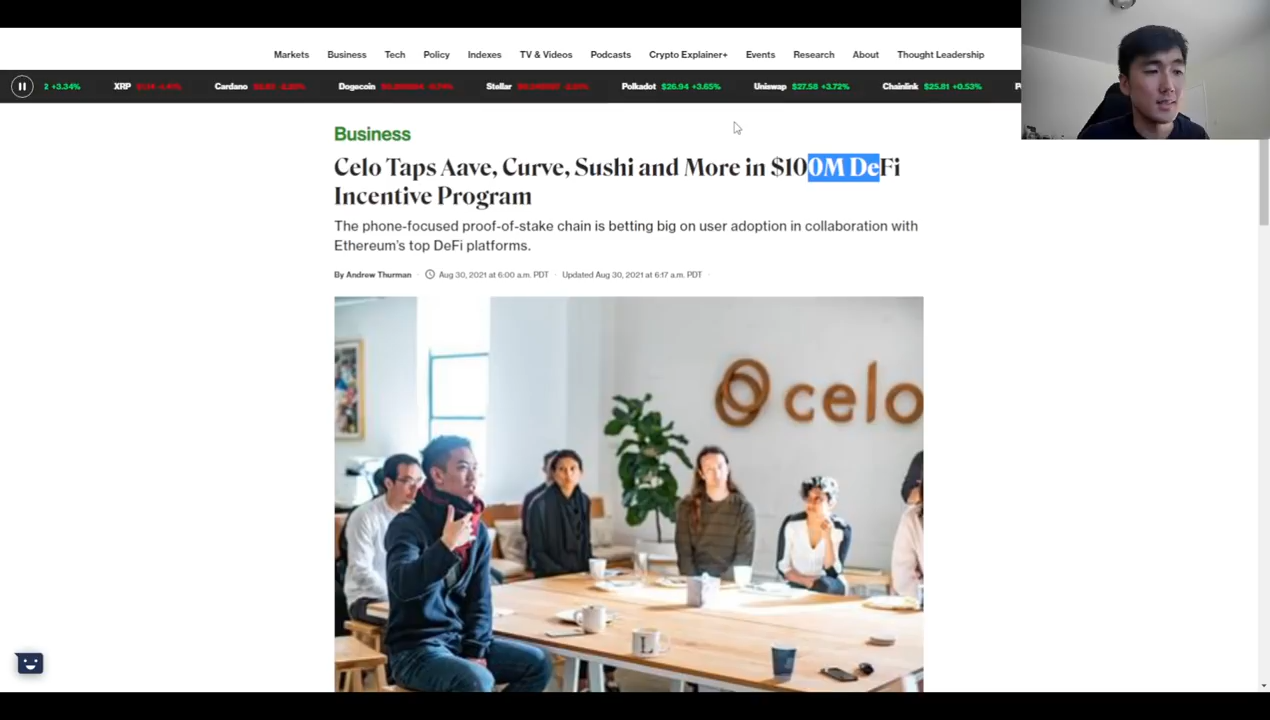 Markets Business Tech Policy Indexes TV & Videos Podcasts Crypto Explainer+ Events Research About Thought Leadership
2 +3.34% XRP Cardano Dogecoin Stellar Polkadot $26.94 +3.65% Uniswap $27.58 +3.72% Chainlink $25.81 +0.53%
Business
Celo Taps Aave, Curve, Sushi and More in $100M DeFi
Incentive Program
The phone-focused proof-of-stake chain is betting big on user adoption in collaboration with
Ethereum's top DeFi platforms.
By Andrew Thurman Aug 30, 2021 at 6:00 a.m. PDT · Updated Aug 30, 2021 at 6:17 a.m. PDT
celo
L